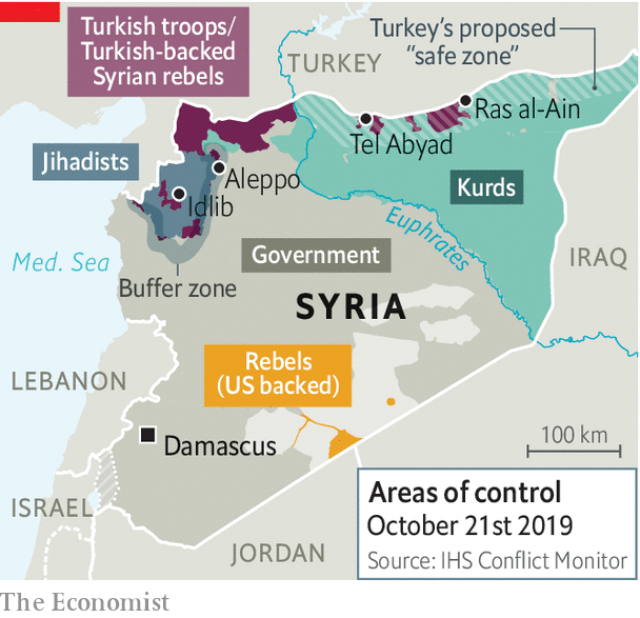 Turkish troops/
Turkish-backed
Syrian rebels
Turkey's proposed
“safe zone”
TURKEY
Ras al-Ain
Tel Abyad
Jihadists
Aleppo
Kurds
Idlib
Euphrates
Government
IRAQ
Med. Sea
Buffer zone
SYRIA
Rebels
(US backed)
LEBANON
100 km
Damascus
Areas of control
October 21st 2019
Source: IHS Conflict Monitor
ISRAEL
JORDAN
The Economist